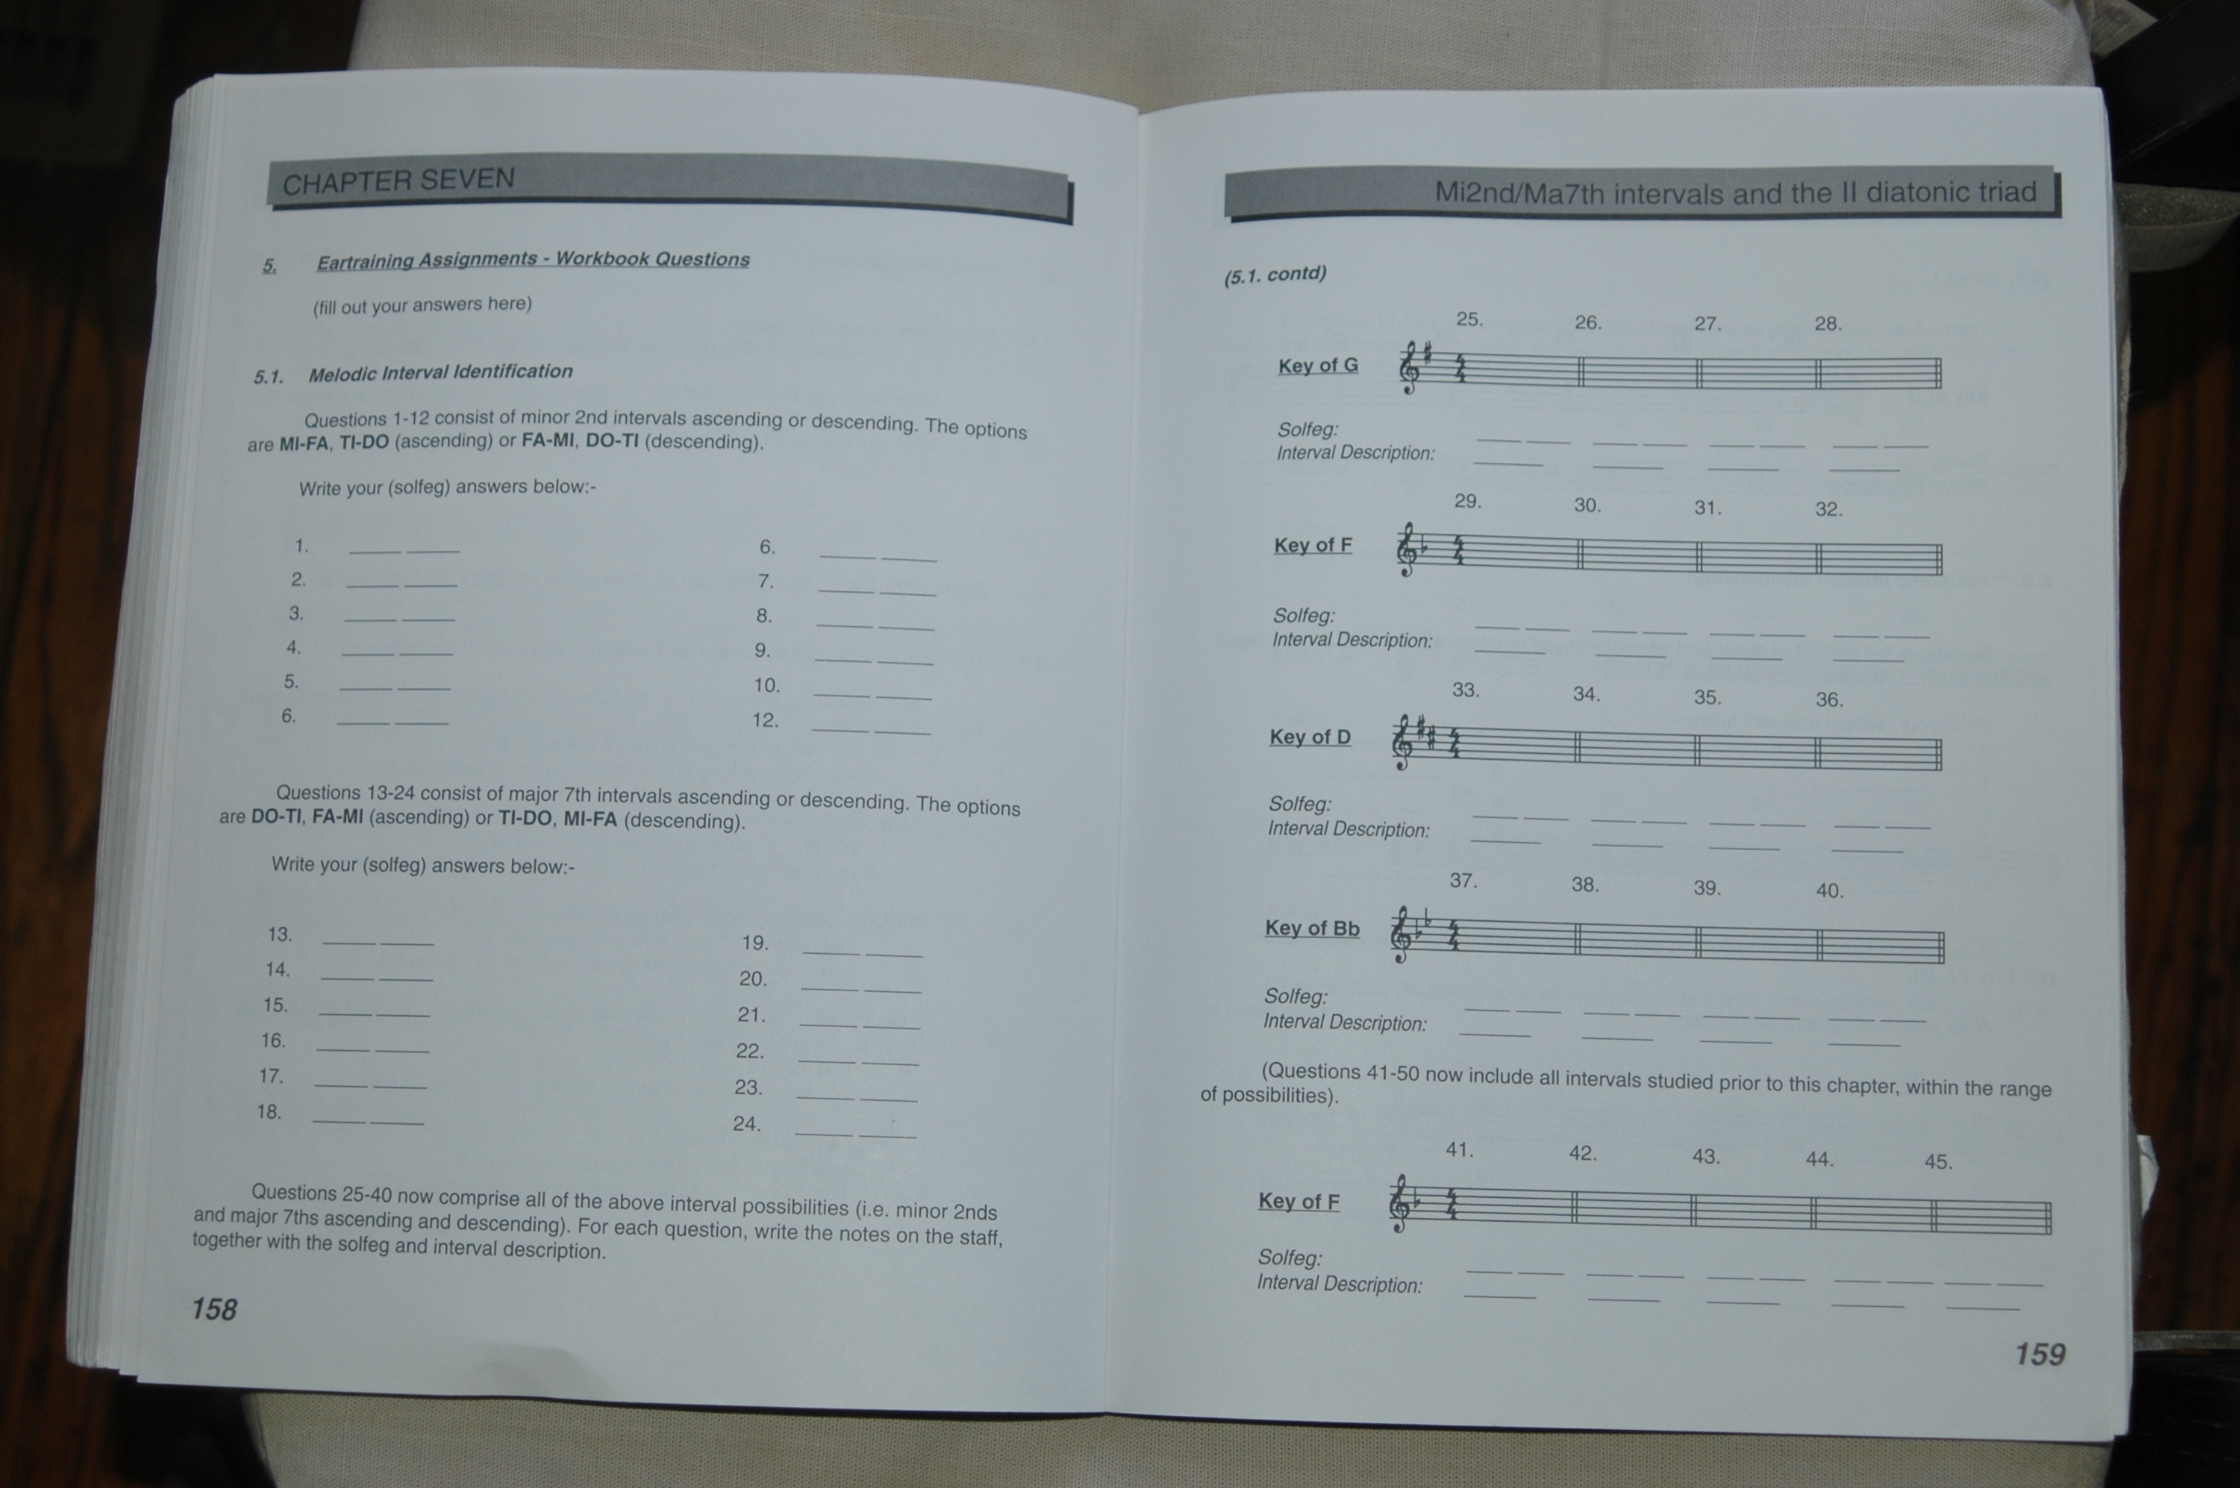 CHAPTER SEVEN
5. Eartraining Assignments - Workbook Questions
(fill out your answers here)
5.1. Melodic Interval Identification
Questions 1-12 consist of minor 2nd intervals ascending or descending. The options
are MI-FA, TI-DO (ascending) or FA-MI, DO-TI (descending).
Write your (solfeg) answers below:-
1. ____ ____ 6. ____ ____
2. ____ ____ 7. ____ ____
3. ____ ____ 8. ____ ____
4. ____ ____ 9. ____ ____
5. ____ ____ 10. ____ ____
6. ____ ____ 12. ____ ____
Questions 13-24 consist of major 7th intervals ascending or descending. The options
are DO-TI, FA-MI (ascending) or TI-DO, MI-FA (descending).
Write your (solfeg) answers below:-
13. ____ ____ 19. ____ ____
14. ____ ____ 20. ____ ____
15. ____ ____ 21. ____ ____
16. ____ ____ 22. ____ ____
17. ____ ____ 23. ____ ____
18. ____ ____ 24. ____ ____
Questions 25-40 now comprise all of the above interval possibilities (i.e. minor 2nds
and major 7ths ascending and descending). For each question, write the notes on the staff,
together with the solfeg and interval description.
158
Mi2nd/Ma7th intervals and the II diatonic triad
(5.1. contd)
25. 26. 27. 28.
Key of G
Solfeg:
Interval Description:
29. 30. 31. 32.
Key of F
Solfeg:
Interval Description:
33. 34. 35. 36.
Key of D
Solfeg:
Interval Description:
37. 38. 39. 40.
Key of Bb
Solfeg:
Interval Description:
(Questions 41-50 now include all intervals studied prior to this chapter, within the range
of possibilities).
41. 42. 43. 44. 45.
Key of F
Solfeg:
Interval Description:
159